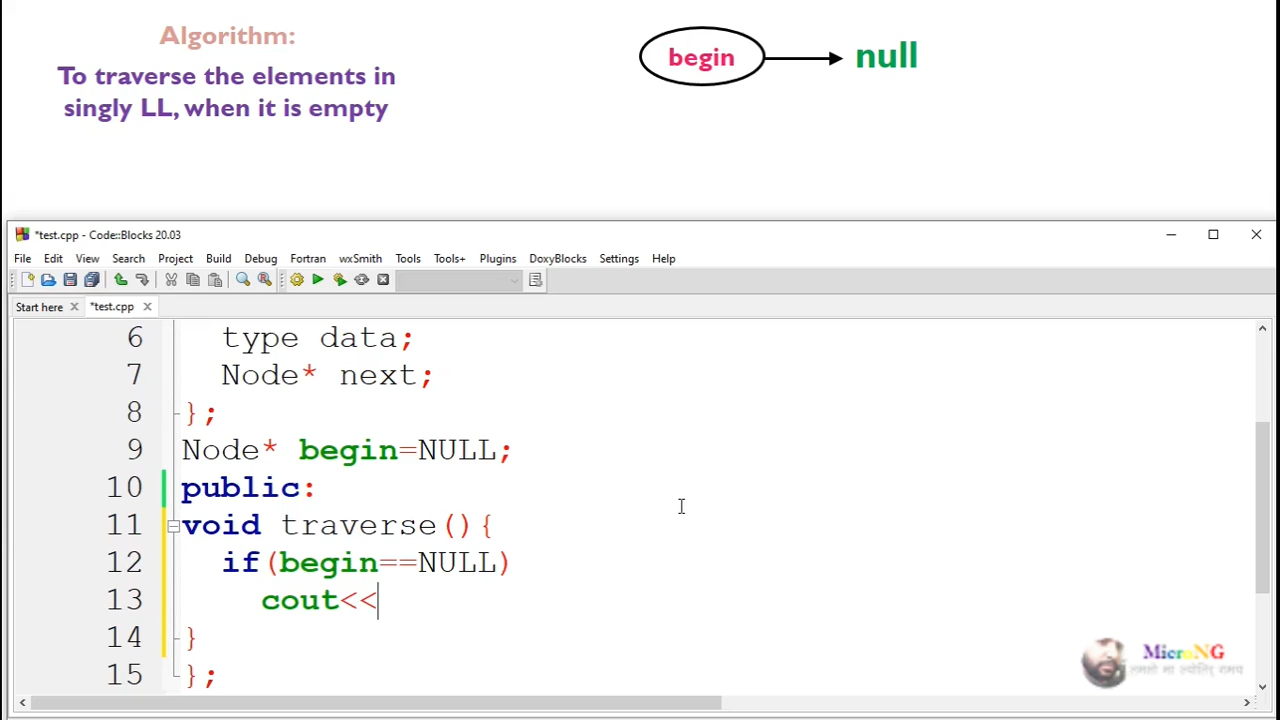 Algorithm:
To traverse the elements in
singly LL, when it is empty
begin
null
*test.cpp - Code::Blocks 20.03
File Edit View Search Project Build Debug Fortran wxSmith Tools Tools+ Plugins DoxyBlocks Settings Help
Start here *test.cpp
6 type data;
7 Node* next;
8 };
9 Node* begin=NULL;
10 public:
11 void traverse(){
12 if(begin==NULL)
13 cout<<
14 }
15 };
MicroNG
तमसो मा ज्योतिर् गमय